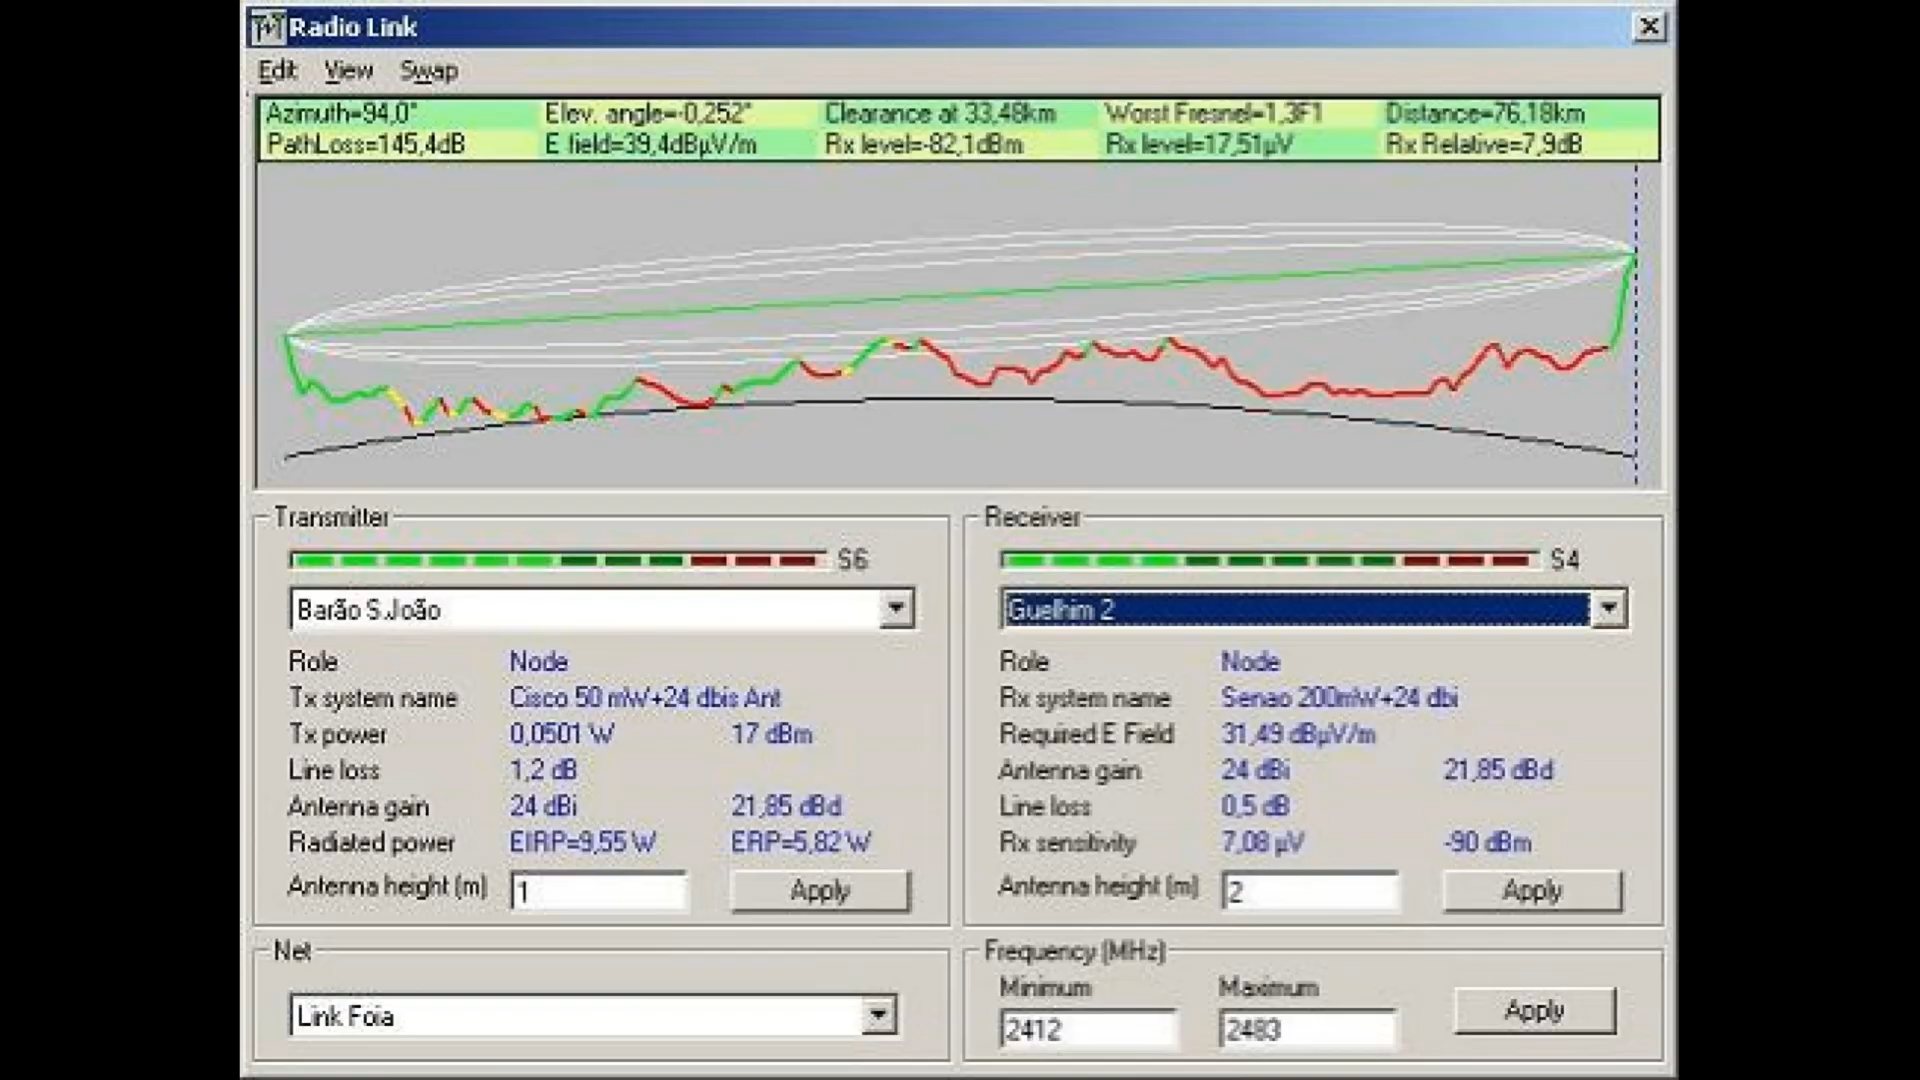 Radio Link
Edit View Swap
Azimuth=94,0° Elev. angle=-0,252° Clearance at 33,48km Worst Fresnel=1,3F1 Distance=76,18km
PathLoss=145,4dB E field=39,4dBµV/m Rx level=-82,1dBm Rx level=17,51µV Rx Relative=7,9dB
Transmitter
S6
Barão S.João
Role Node
Tx system name Cisco 50 mW+24 dbis Ant
Tx power 0,0501 W 17 dBm
Line loss 1,2 dB
Antenna gain 24 dBi 21,85 dBd
Radiated power EIRP=9,55 W ERP=5,82 W
Antenna height (m) 1 Apply
Receiver
S4
Guelhim 2
Role Node
Rx system name Senao 200mW+24 dbi
Required E Field 31,49 dBµV/m
Antenna gain 24 dBi 21,85 dBd
Line loss 0,5 dB
Rx sensitivity 7,08 µV -90 dBm
Antenna height (m) 2 Apply
Net
Link Foia
Frequency (MHz)
Minimum Maximum
2412 2483 Apply